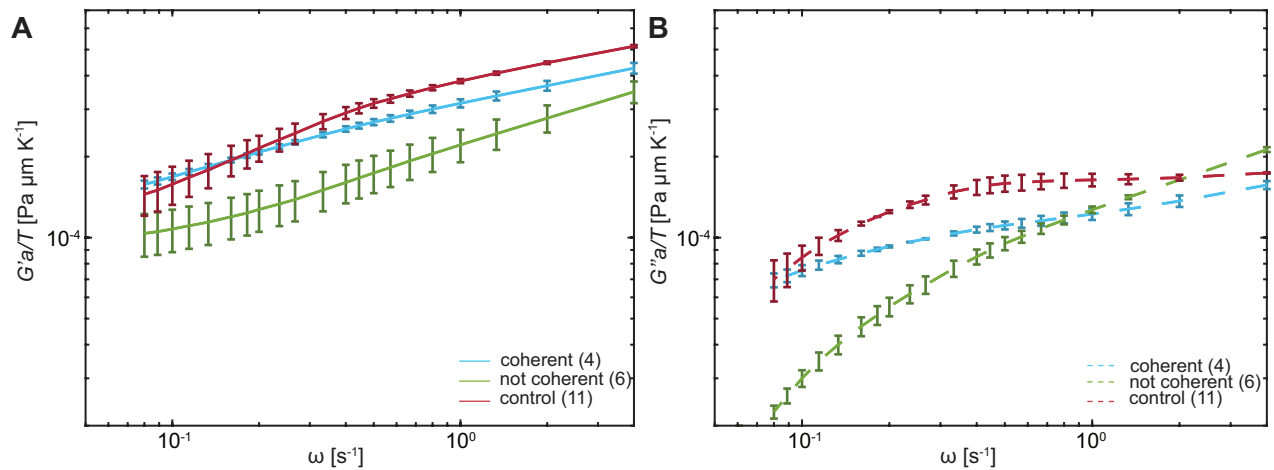 A
G'a/T [Pa μm K⁻¹]
10⁻⁴
coherent (4)
not coherent (6)
control (11)
10⁻¹
10⁰
ω [s⁻¹]
B
G''a/T [Pa μm K⁻¹]
10⁻⁴
coherent (4)
not coherent (6)
control (11)
10⁻¹
10⁰
ω [s⁻¹]